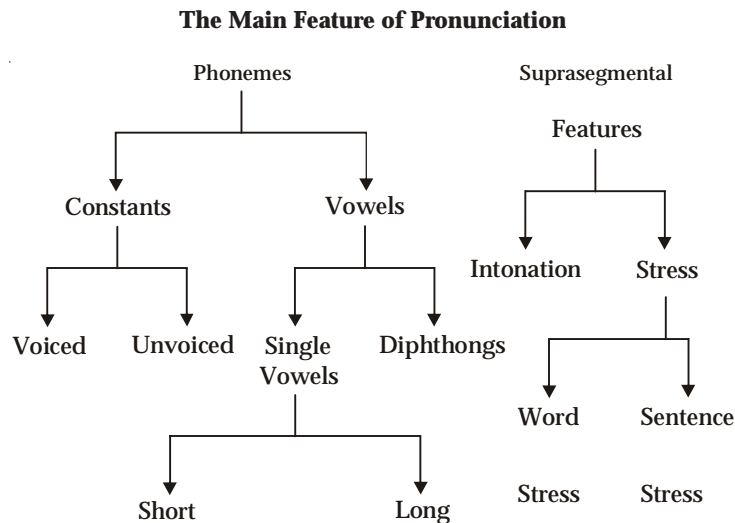 The Main Feature of Pronunciation
Phonemes
Suprasegmental
Features
Constants
Vowels
Intonation
Stress
Voiced
Unvoiced
Single
Vowels
Diphthongs
Word
Sentence
Stress
Stress
Short
Long